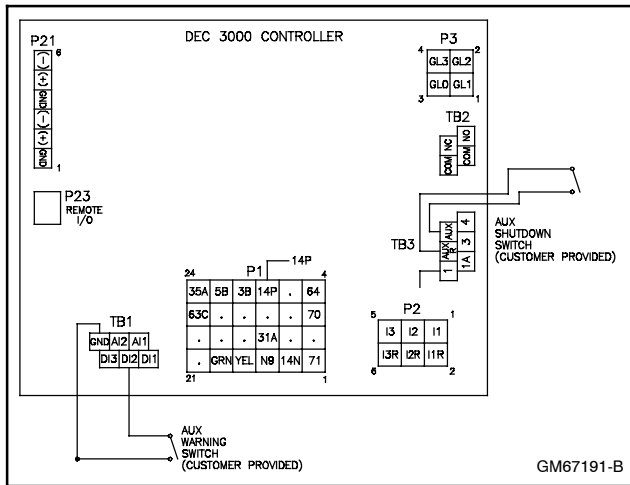 DEC 3000 CONTROLLER
P21
6
(-)
(+)
GND
(-)
(+)
GND
1
P23
REMOTE
I/O
P3
4 2
GL3 GL2
GL0 GL1
3 1
TB2
COM NC
COM NO
TB3
AUX 4
AUX R 3
1 1A
AUX
SHUTDOWN
SWITCH
(CUSTOMER PROVIDED)
14P
24 P1 4
35A 5B 3B 14P . 64
63C . . . . 70
. . . 31A . .
. GRN YEL N9 14N 71
21 1
P2
5 1
I3 I2 I1
I3R I2R I1R
6 2
TB1
GND AI2 AI1
DI3 DI2 DI1
AUX
WARNING
SWITCH
(CUSTOMER PROVIDED)
GM67191-B